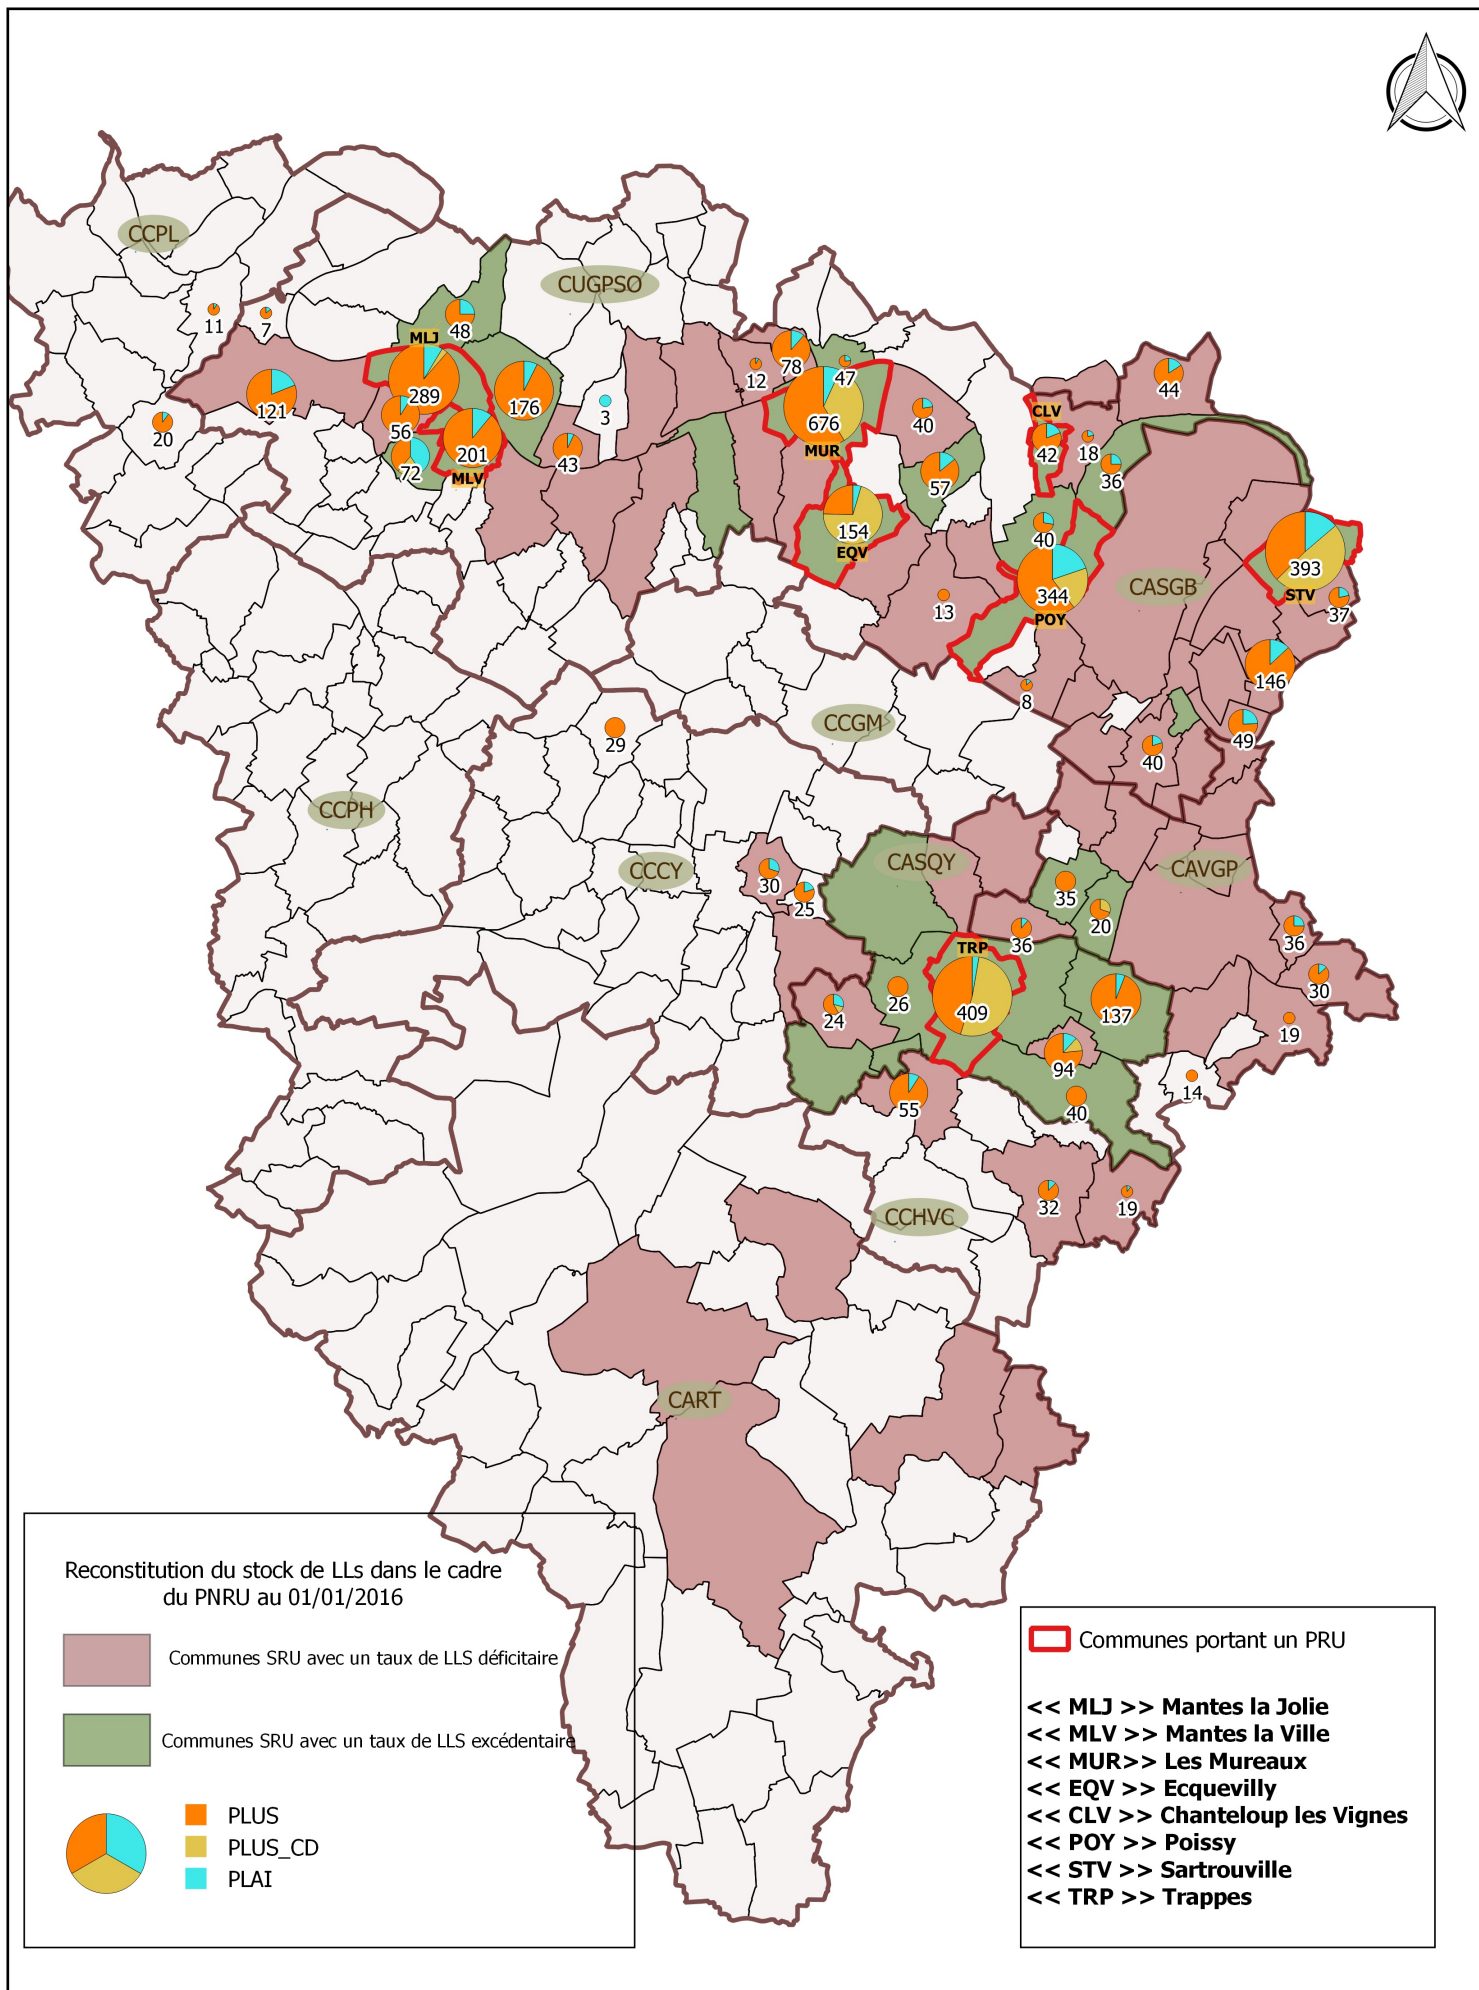 CCPL
CUGPSO
11
7
48
MLJ
78
12
47
44
289
176
3
121
56
676
40
CLV
20
201
43
MUR
42
18
72
MLV
57
36
154
40
393
EQV
CASGB
344
STV
13
37
POY
146
8
CCGM
29
49
40
CCPH
CASQY
CAVGP
CCCY
30
35
25
20
36
36
TRP
30
26
137
24
409
19
94
14
55
40
32
19
CCHVC
CART
Reconstitution du stock de LLs dans le cadre
du PNRU au 01/01/2016
Communes SRU avec un taux de LLS déficitaire
Communes SRU avec un taux de LLS excédentaire
PLUS
PLUS_CD
PLAI
Communes portant un PRU
<< MLJ >> Mantes la Jolie
<< MLV >> Mantes la Ville
<< MUR>> Les Mureaux
<< EQV >> Ecquevilly
<< CLV >> Chanteloup les Vignes
<< POY >> Poissy
<< STV >> Sartrouville
<< TRP >> Trappes